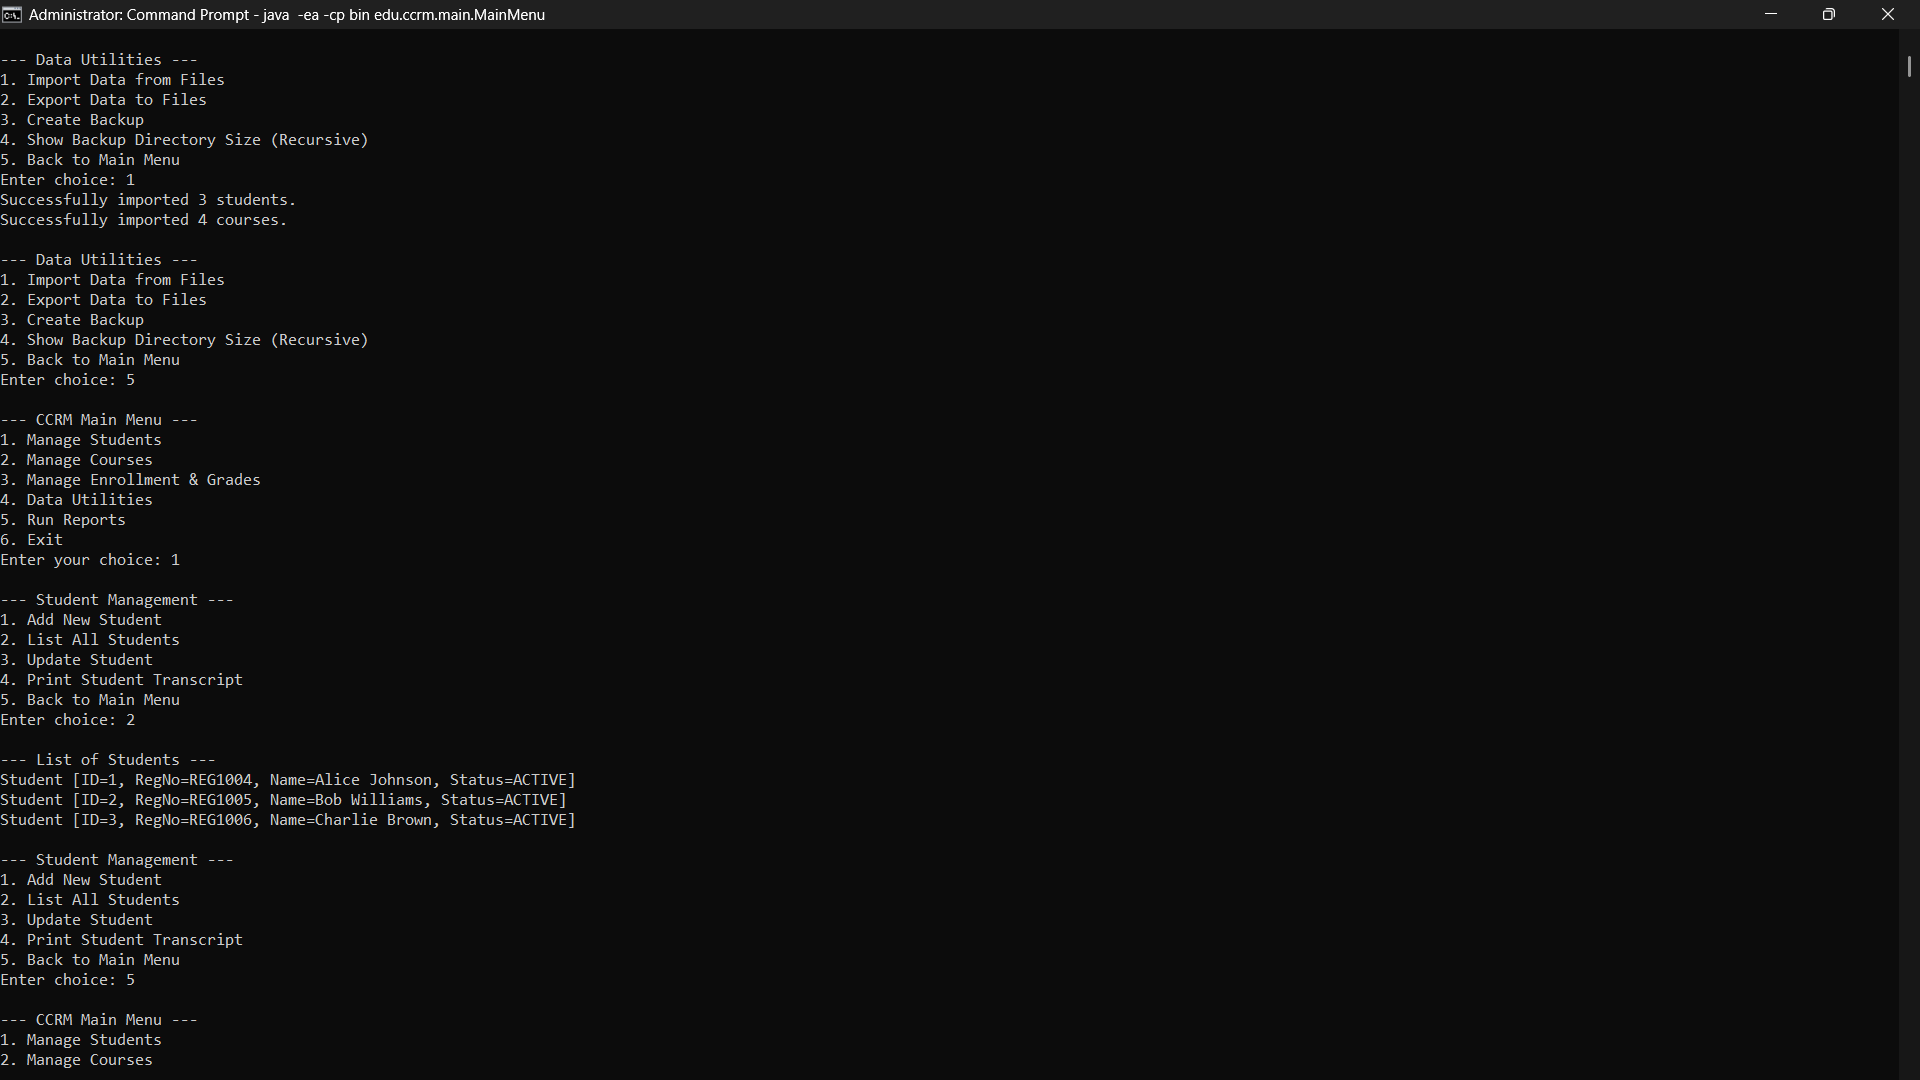 Administrator: Command Prompt - java  -ea -cp bin edu.ccrm.main.MainMenu
--- Data Utilities ---
1. Import Data from Files
2. Export Data to Files
3. Create Backup
4. Show Backup Directory Size (Recursive)
5. Back to Main Menu
Enter choice: 1
Successfully imported 3 students.
Successfully imported 4 courses.
--- Data Utilities ---
1. Import Data from Files
2. Export Data to Files
3. Create Backup
4. Show Backup Directory Size (Recursive)
5. Back to Main Menu
Enter choice: 5
--- CCRM Main Menu ---
1. Manage Students
2. Manage Courses
3. Manage Enrollment & Grades
4. Data Utilities
5. Run Reports
6. Exit
Enter your choice: 1
--- Student Management ---
1. Add New Student
2. List All Students
3. Update Student
4. Print Student Transcript
5. Back to Main Menu
Enter choice: 2
--- List of Students ---
Student [ID=1, RegNo=REG1004, Name=Alice Johnson, Status=ACTIVE]
Student [ID=2, RegNo=REG1005, Name=Bob Williams, Status=ACTIVE]
Student [ID=3, RegNo=REG1006, Name=Charlie Brown, Status=ACTIVE]
--- Student Management ---
1. Add New Student
2. List All Students
3. Update Student
4. Print Student Transcript
5. Back to Main Menu
Enter choice: 5
--- CCRM Main Menu ---
1. Manage Students
2. Manage Courses